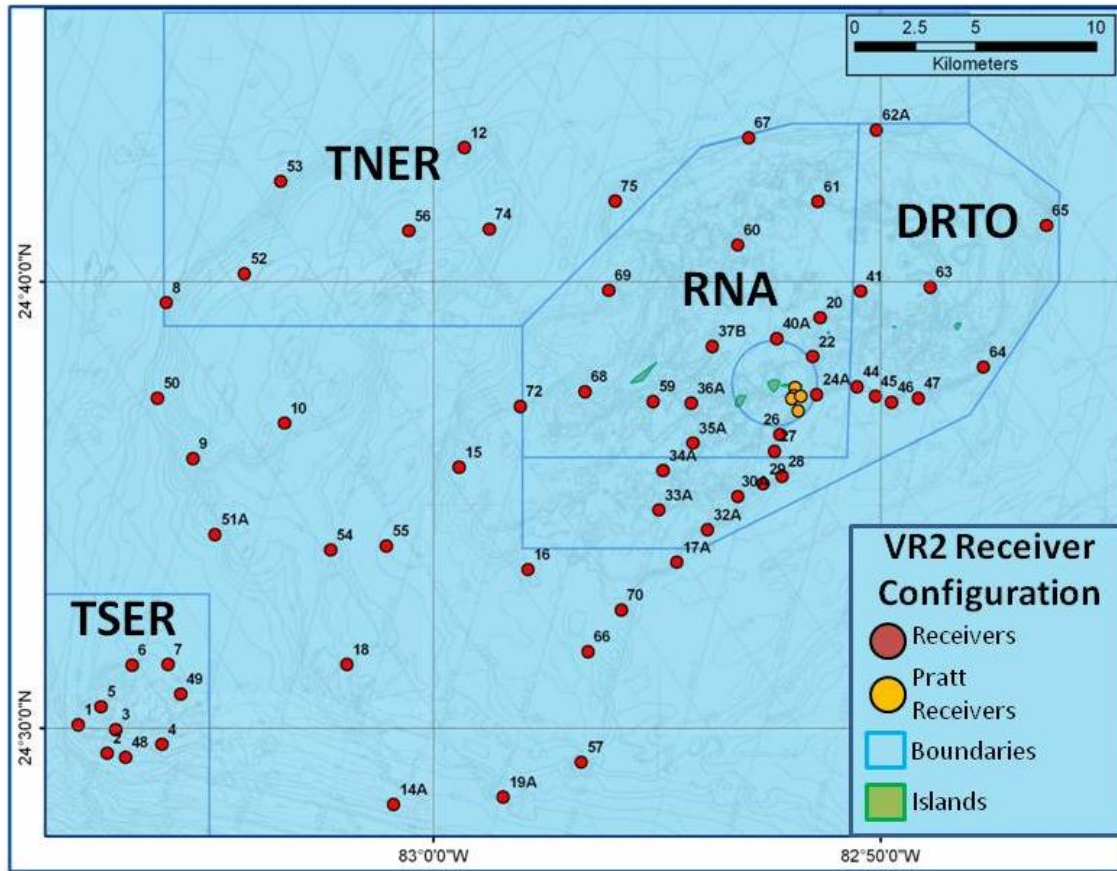 0 2.5 5 10
Kilometers
67
62A
12
TNER
53
75
61
DRTO
65
56
74
60
52
24°40'0"N
8
69
RNA
41
63
20
40A
37B
22
64
50
72
68
59
36A
24A
44
45
46
47
10
26
35A
27
9
15
34A
28
29
30A
33A
51A
32A
54
55
17A
16
VR2 Receiver
Configuration
Receivers
Pratt
Receivers
Boundaries
Islands
70
TSER
66
6
7
18
49
5
1
3
24°30'0"N
4
2
48
57
14A
19A
83°0'0"W
82°50'0"W